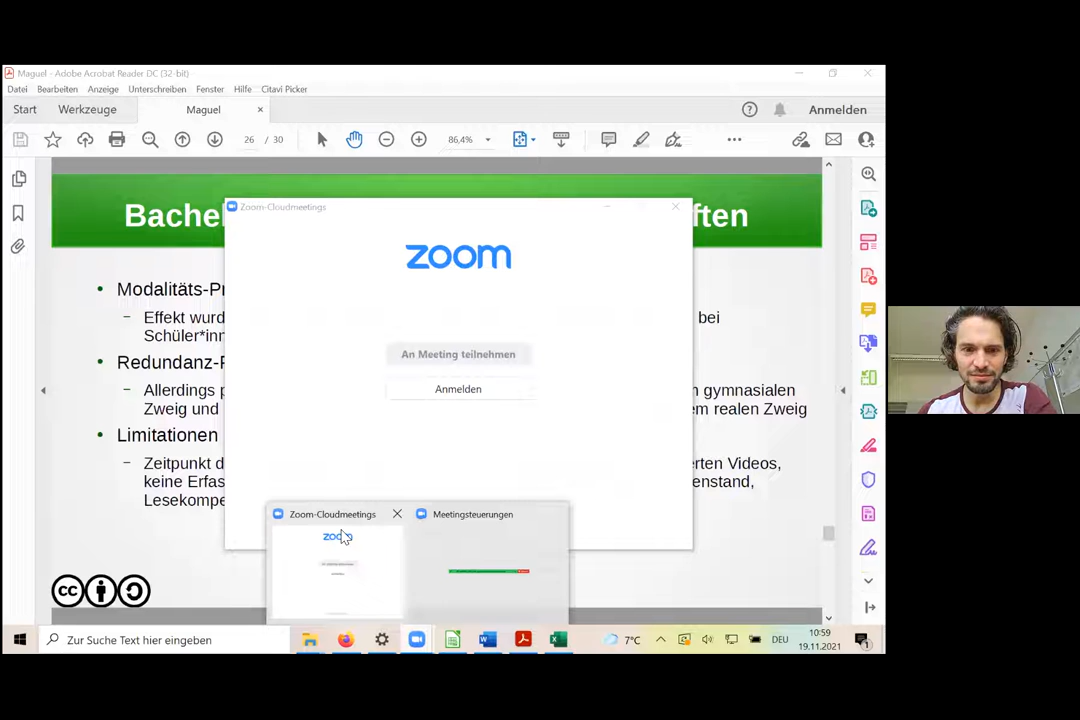 Maguel - Adobe Acrobat Reader DC (32-bit)
Datei Bearbeiten Anzeige Unterschreiben Fenster Hilfe Citavi Picker
Start Werkzeuge Maguel × Anmelden
26 / 30 86,4%
Zoom-Cloudmeetings
Bachel ften
zoom
Modalitäts-Pr
Effekt wurd bei
Schüler*inn
An Meeting teilnehmen
Redundanz-F
Allerdings p m gymnasialen
Anmelden
Zweig und em realen Zweig
Limitationen
Zeitpunkt d erten Videos,
keine Erfas enstand,
Lesekompe
Zoom-Cloudmeetings Meetingsteuerungen
zoom
cc
Zur Suche Text hier eingeben
7°C DEU 10:59
19.11.2021
1